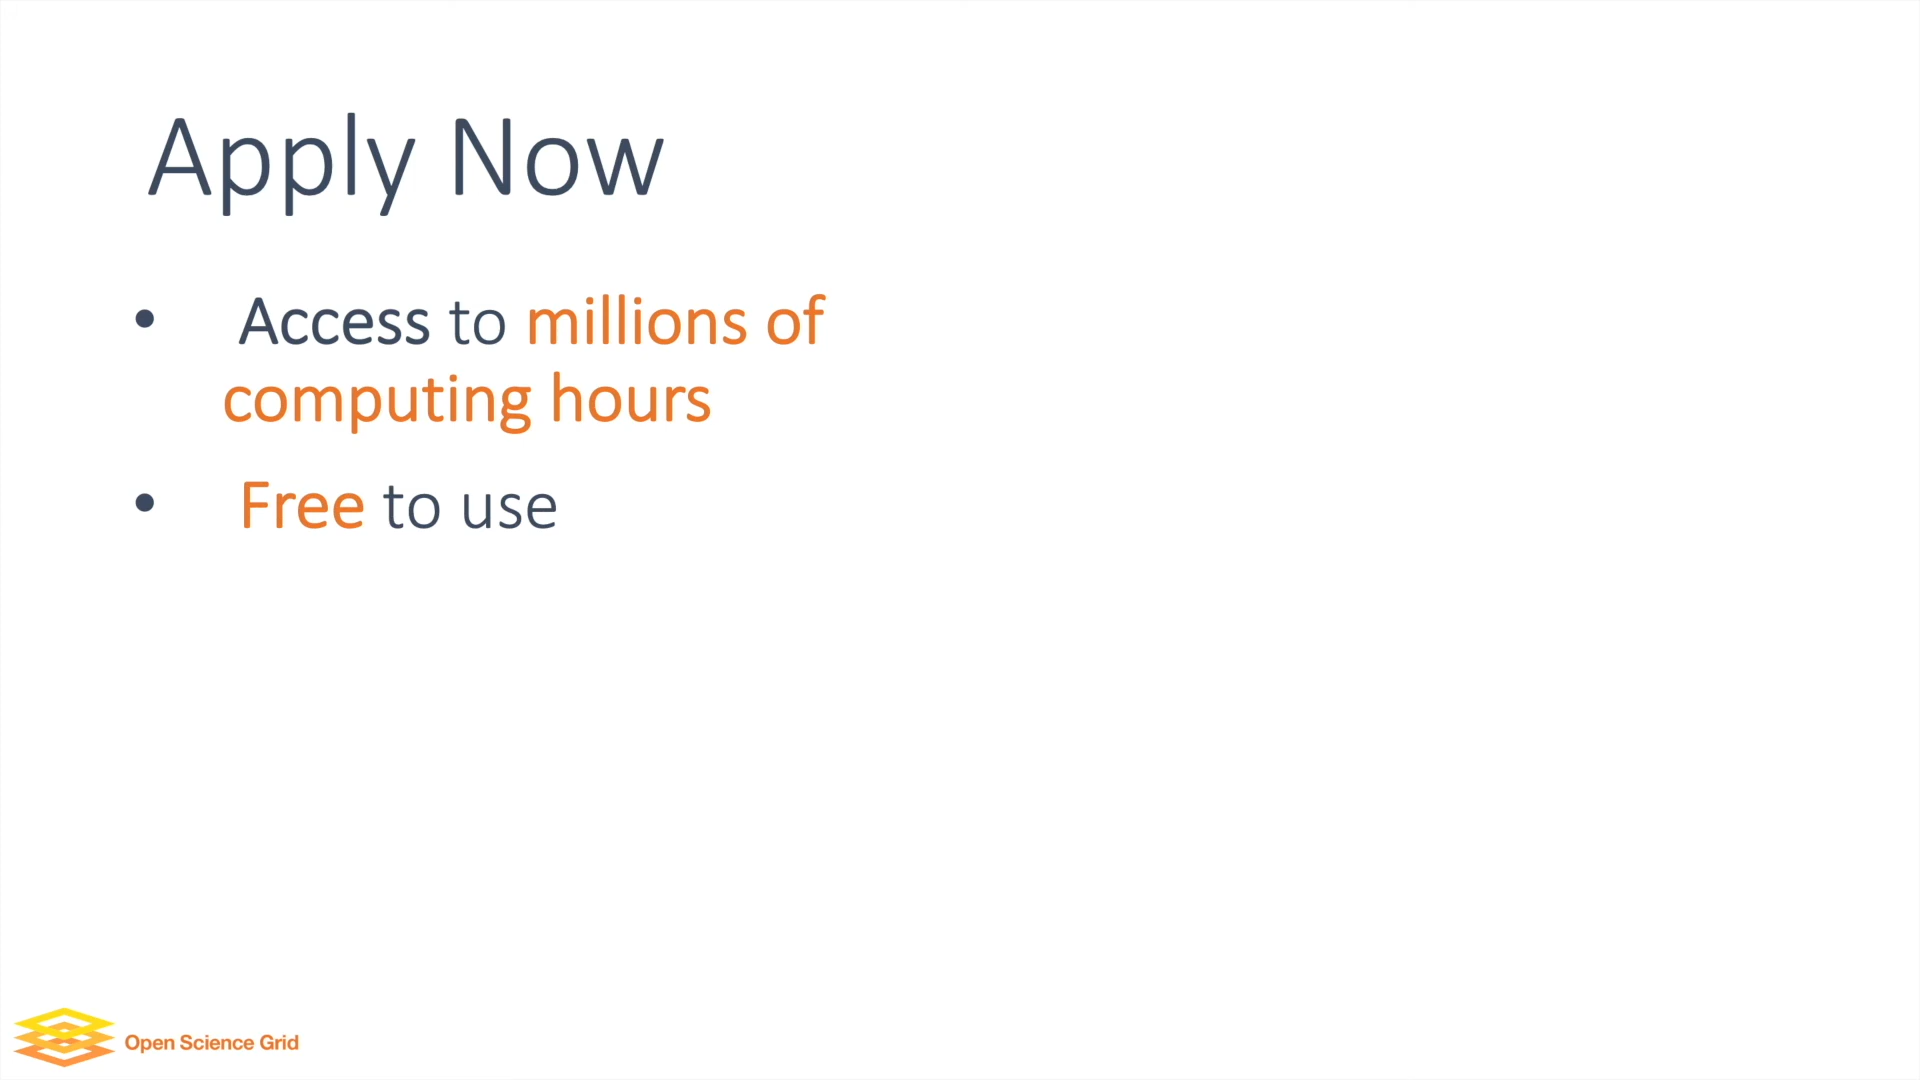 Apply Now
• Access to millions of
computing hours
• Free to use
Open Science Grid